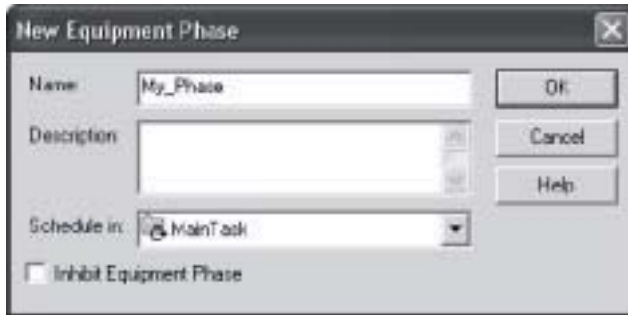 New Equipment Phase
Name: My_Phase OK
Description: Cancel
Help
Schedule in: MainTask
Inhibit Equipment Phase